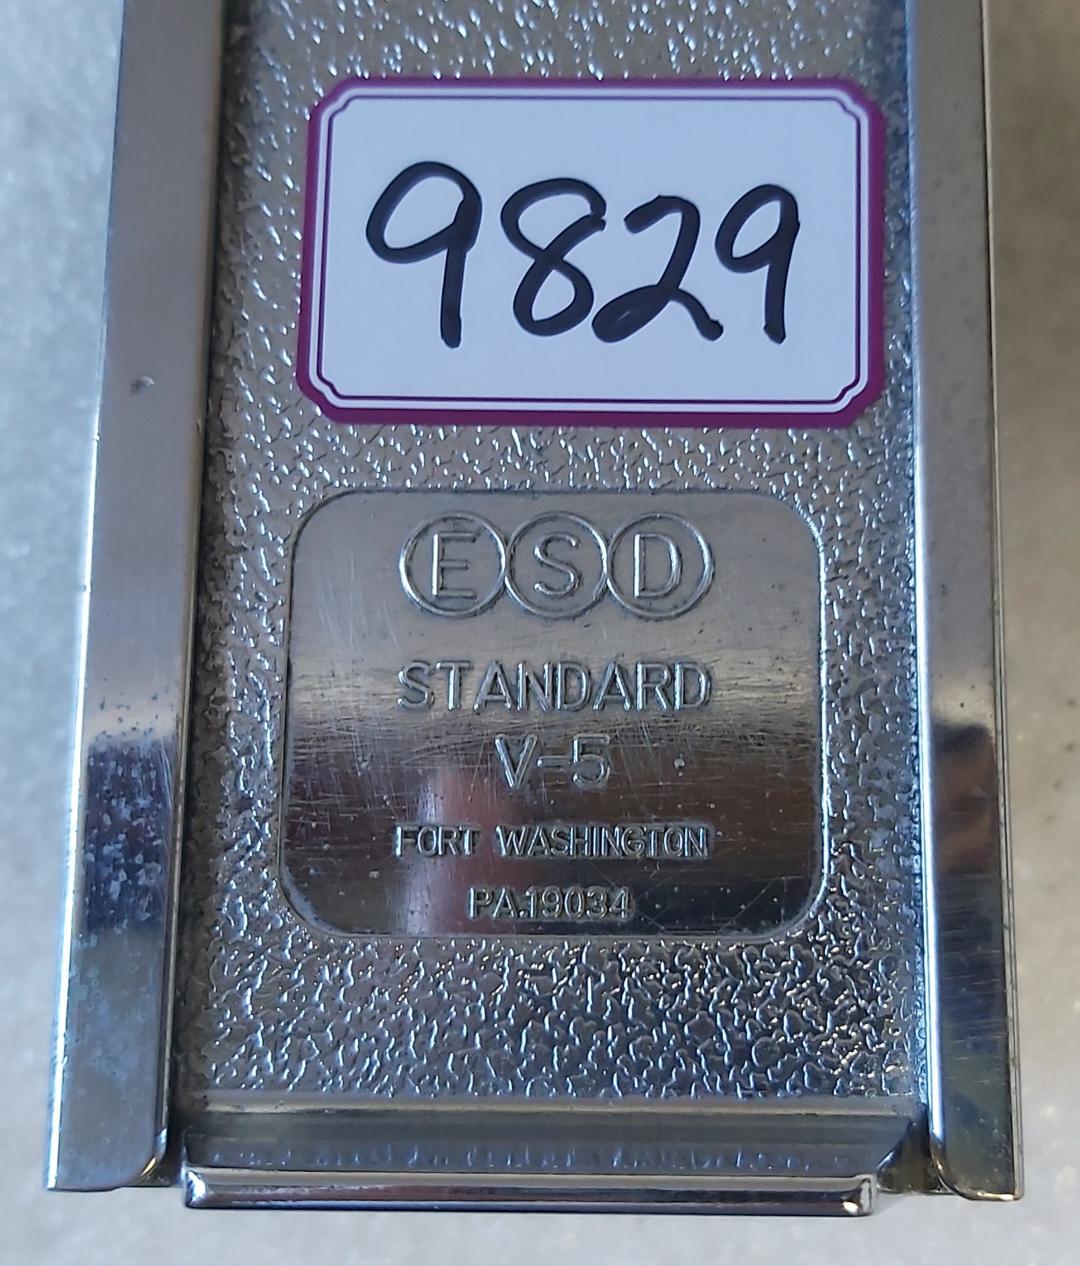 9829
ESD
STANDARD
V-5
FORT WASHINGTON
PA.19034